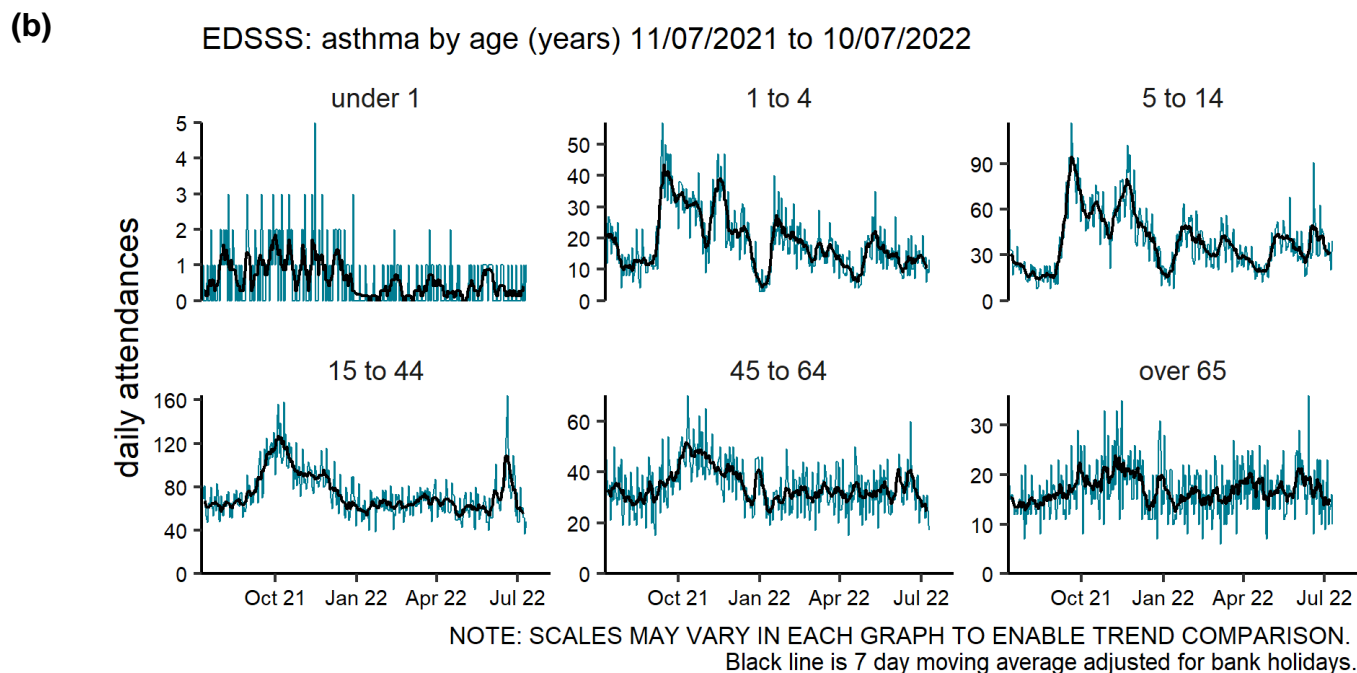 (b)
EDSSS: asthma by age (years) 11/07/2021 to 10/07/2022
daily attendances
under 1
5
4
3
2
1
0
1 to 4
50
40
30
20
10
0
5 to 14
90
60
30
0
15 to 44
160
120
80
40
0
Oct 21 Jan 22 Apr 22 Jul 22
45 to 64
60
40
20
0
Oct 21 Jan 22 Apr 22 Jul 22
over 65
30
20
10
0
Oct 21 Jan 22 Apr 22 Jul 22
NOTE: SCALES MAY VARY IN EACH GRAPH TO ENABLE TREND COMPARISON.
Black line is 7 day moving average adjusted for bank holidays.